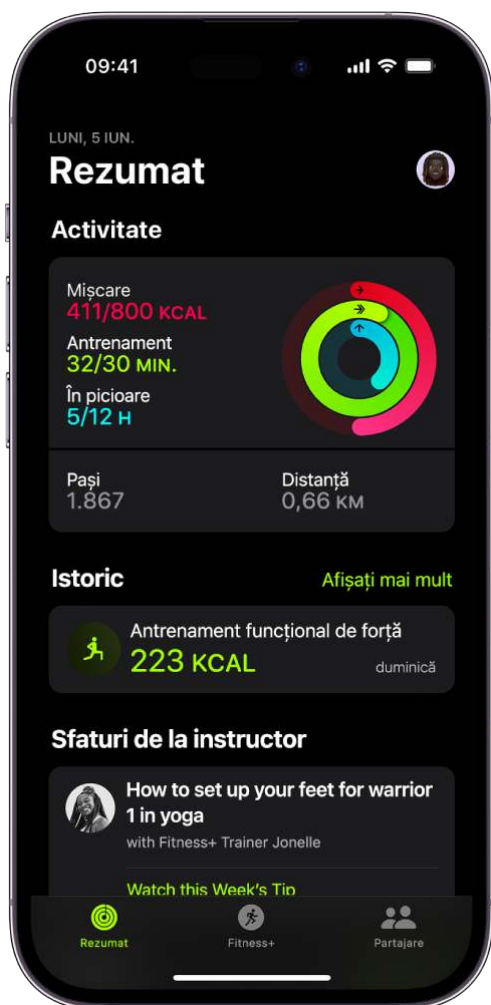 09:41
LUNI, 5 IUN.
Rezumat
Activitate
Mișcare
411/800 KCAL
Antrenament
32/30 MIN.
În picioare
5/12 H
Pași
1.867
Distanță
0,66 KM
Istoric
Afișați mai mult
Antrenament funcțional de forță
223 KCAL
duminică
Sfaturi de la instructor
How to set up your feet for warrior
1 in yoga
with Fitness+ Trainer Jonelle
Watch this Week's Tip
Rezumat
Fitness+
Partajare